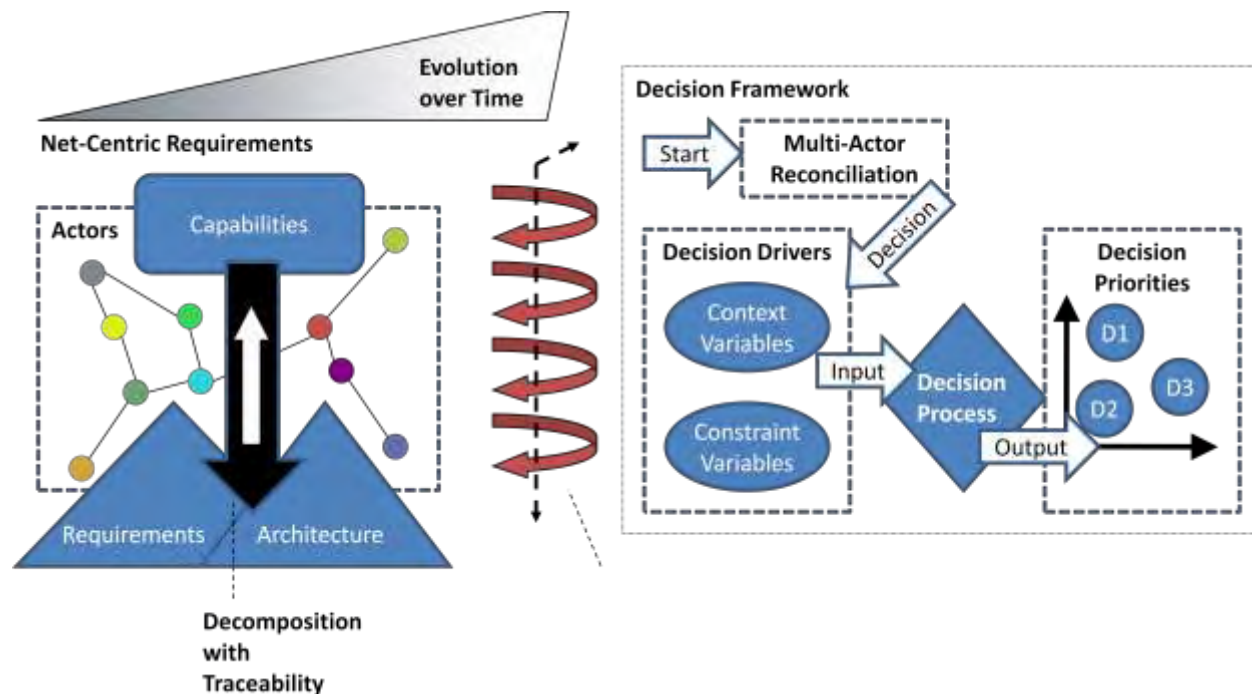 Evolution
over Time
Net-Centric Requirements
Actors
Capabilities
Requirements
Architecture
Decomposition
with
Traceability
Decision Framework
Start
Multi-Actor
Reconciliation
Decision
Decision Drivers
Context
Variables
Constraint
Variables
Input
Decision
Process
Output
Decision
Priorities
D1
D2
D3